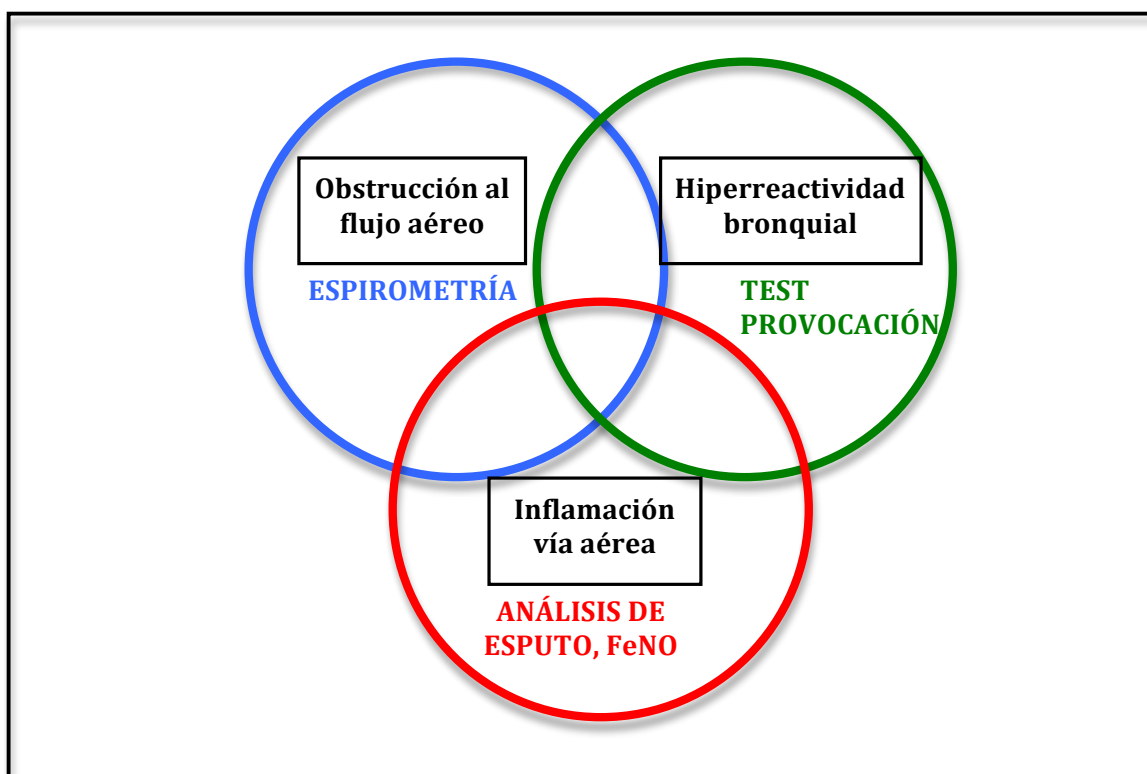 Obstrucción al
flujo aéreo
ESPIROMETRÍA
Hiperreactividad
bronquial
TEST
PROVOCACIÓN
Inflamación
vía aérea
ANÁLISIS DE
ESPUTO, FeNO